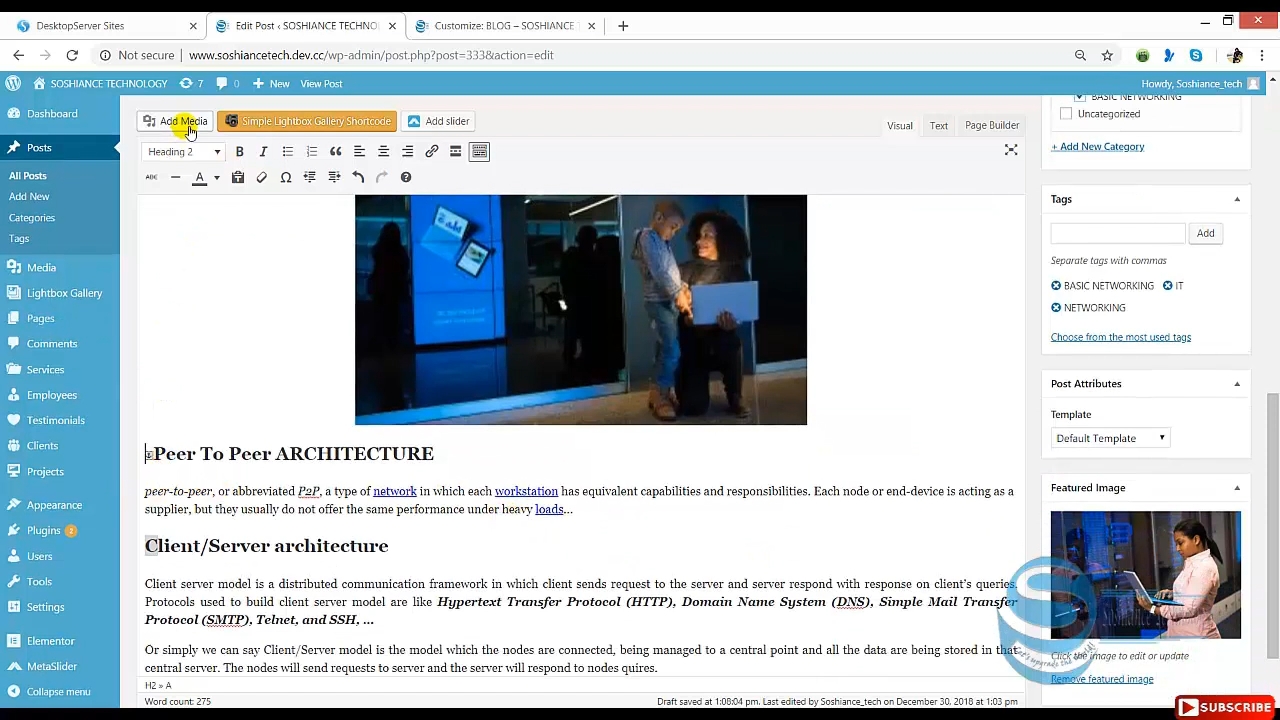 DesktopServer Sites
Edit Post ‹ SOSHIANCE TECHNO
Customize: BLOG – SOSHIANCE
Not secure
www.soshiancetech.dev.cc/wp-admin/post.php?post=333&action=edit
SOSHIANCE TECHNOLOGY
7
0
New
View Post
Howdy, Soshiance_tech
Dashboard
Posts
All Posts
Add New
Categories
Tags
Media
Lightbox Gallery
Pages
Comments
Services
Employees
Testimonials
Clients
Projects
Appearance
Plugins 2
Users
Tools
Settings
Elementor
MetaSlider
Collapse menu
Add Media
Simple Lightbox Gallery Shortcode
Add slider
Visual
Text
Page Builder
Heading 2
Peer To Peer ARCHITECTURE
peer-to-peer, or abbreviated P2P, a type of network in which each workstation has equivalent capabilities and responsibilities. Each node or end-device is acting as a
supplier, but they usually do not offer the same performance under heavy loads...
Client/Server architecture
Client server model is a distributed communication framework in which client sends request to the server and server respond with response on client's queries.
Protocols used to build client server model are like Hypertext Transfer Protocol (HTTP), Domain Name System (DNS), Simple Mail Transfer
Protocol (SMTP), Telnet, and SSH, ...
Or simply we can say Client/Server model is the model which the nodes are connected, being managed to a central point and all the data are being stored in that
central server. The nodes will send requests to server and the server will respond to nodes quires.
H2 » A
Word count: 275
Draft saved at 1:08:04 pm. Last edited by Soshiance_tech on December 30, 2018 at 1:03 pm
BASIC NETWORKING
Uncategorized
+ Add New Category
Tags
Add
Separate tags with commas
BASIC NETWORKING
IT
NETWORKING
Choose from the most used tags
Post Attributes
Template
Default Template
Featured Image
Click the image to edit or update
Remove featured image
SUBSCRIBE